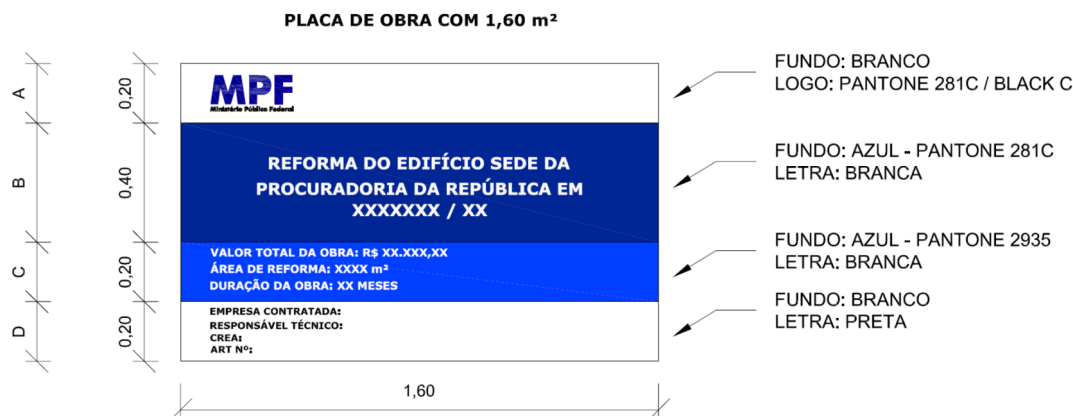 PLACA DE OBRA COM 1,60 m²
A
0,20
MPF
Ministério Público Federal
FUNDO: BRANCO
LOGO: PANTONE 281C / BLACK C
B
0,40
REFORMA DO EDIFÍCIO SEDE DA
PROCURADORIA DA REPÚBLICA EM
XXXXXXX / XX
FUNDO: AZUL - PANTONE 281C
LETRA: BRANCA
C
0,20
VALOR TOTAL DA OBRA: R$ XX.XXX,XX
ÁREA DE REFORMA: XXXX m²
DURAÇÃO DA OBRA: XX MESES
FUNDO: AZUL - PANTONE 2935
LETRA: BRANCA
D
0,20
EMPRESA CONTRATADA:
RESPONSÁVEL TÉCNICO:
CREA:
ART Nº:
FUNDO: BRANCO
LETRA: PRETA
1,60